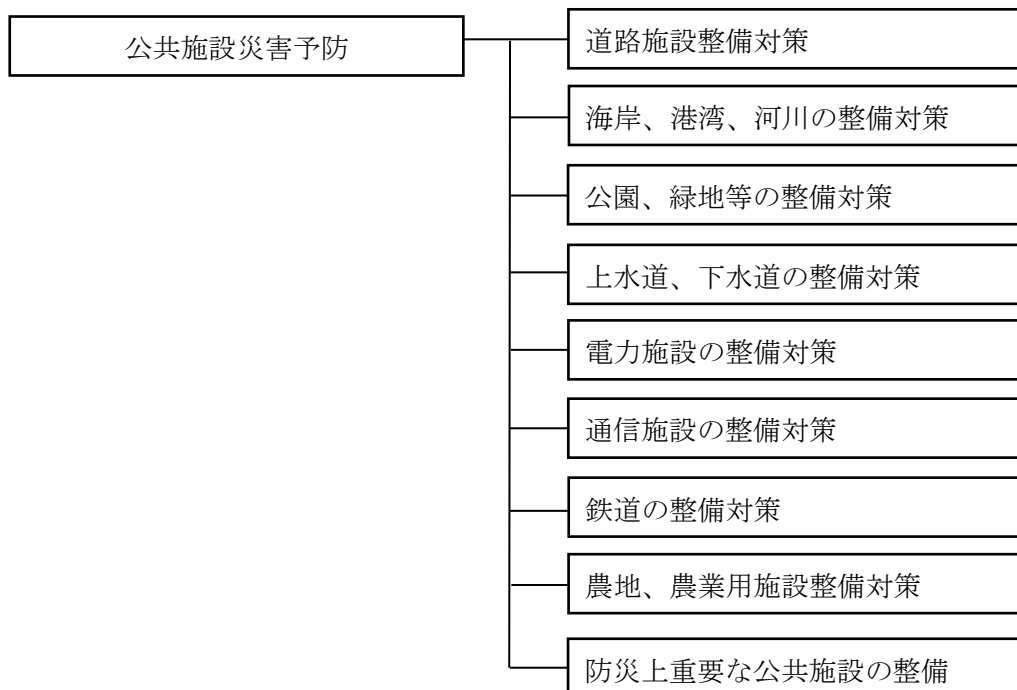 公共施設災害予防
道路施設整備対策
海岸、港湾、河川の整備対策
公園、緑地等の整備対策
上水道、下水道の整備対策
電力施設の整備対策
通信施設の整備対策
鉄道の整備対策
農地、農業用施設整備対策
防災上重要な公共施設の整備